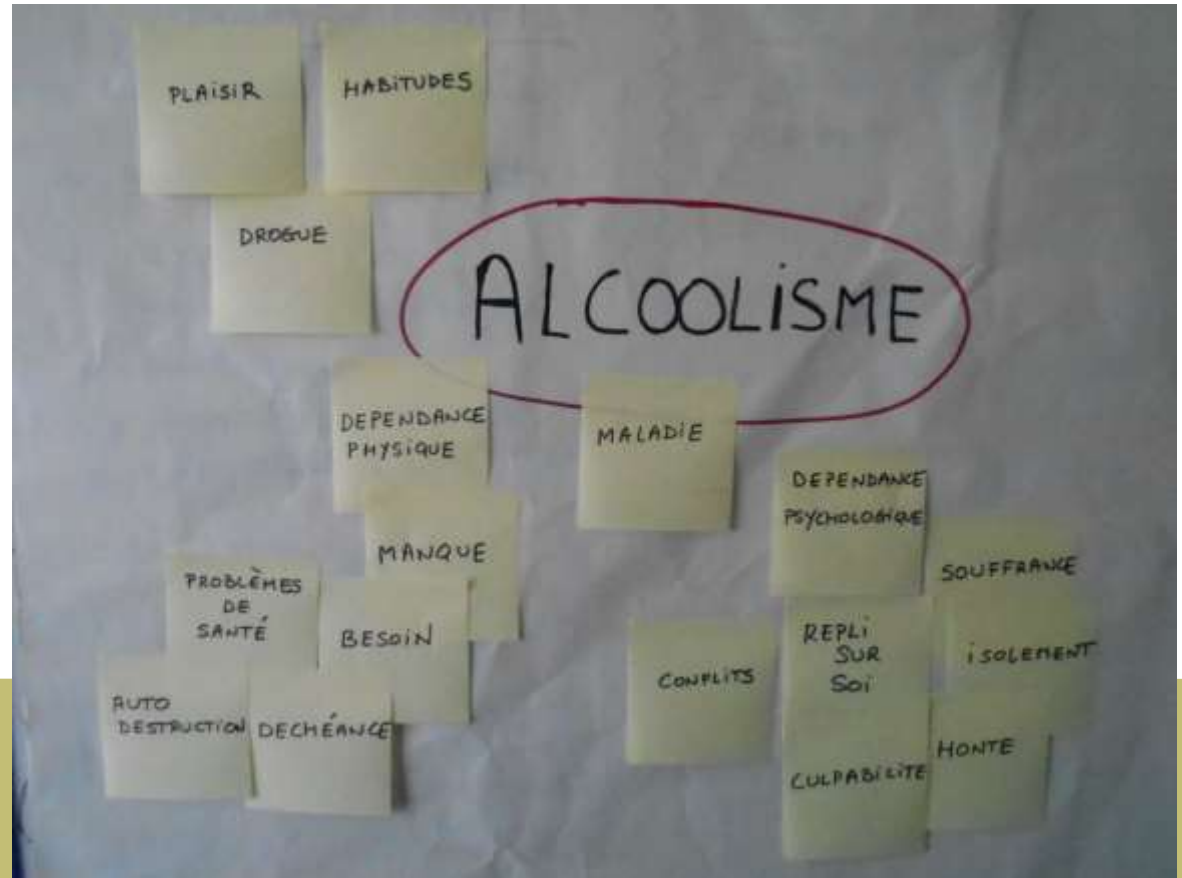 PLAiSiR
HABiTUDES
DROGUE
ALCOOLiSME
DEPENDANCE
PHYSiQUE
MALADiE
DEPENDANCE
PSYCHOLOGiQUE
MANQUE
SOUFFRANCE
PROBLÈMES
DE
SANTÉ
BESOiN
REPLi
SUR
SOi
iSOLEMENT
CONFLiTS
AUTO
DESTRUCTiON
DECHÉANCE
CULPABiLiTE
HONTE